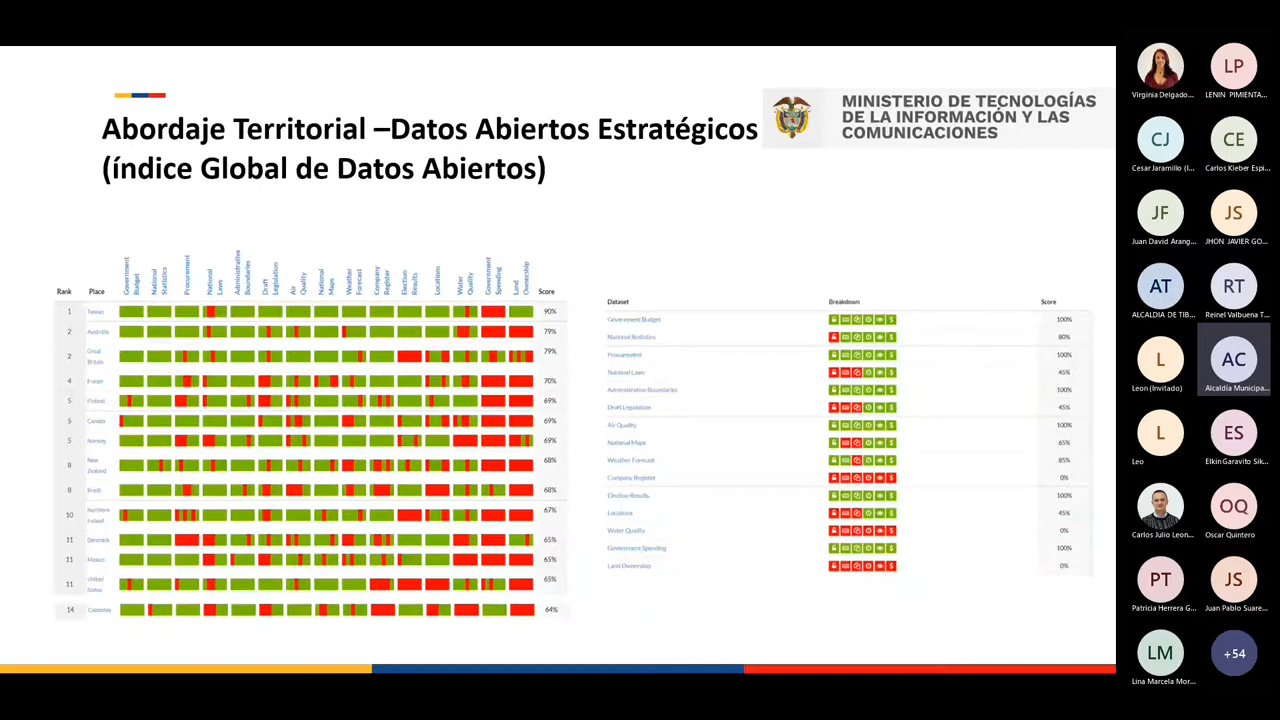 Abordaje Territorial –Datos Abiertos Estratégicos
(índice Global de Datos Abiertos)
MINISTERIO DE TECNOLOGÍAS
DE LA INFORMACIÓN Y LAS
COMUNICACIONES
Rank
Place
Government
Budget
National
Statistics
Procurement
National
Laws
Administrative
Boundaries
Draft
Legislation
Air
Quality
National
Maps
Weather
Forecast
Company
Register
Election
Results
Locations
Water
Quality
Government
Spending
Land
Ownership
Score
1 Taiwan 90%
2 Australia 79%
2 Great
Britain 79%
4 France 70%
5 Finland 69%
5 Canada 69%
5 Norway 69%
8 New
Zealand 68%
8 Brazil 68%
10 Northern
Ireland 67%
11 Denmark 65%
11 Mexico 65%
11 United
States 65%
14 Colombia 64%
Dataset Breakdown Score
Government Budget 100%
National Statistics 80%
Procurement 100%
National Laws 45%
Administrative Boundaries 100%
Draft Legislation 45%
Air Quality 100%
National Maps 65%
Weather Forecast 85%
Company Register 0%
Election Results 100%
Locations 45%
Water Quality 0%
Government Spending 100%
Land Ownership 0%
Virginia Delgado...
LP
LENIN PIMIENTA...
CJ
Cesar Jaramillo (I...
CE
Carlos Kleber Espi...
JF
Juan David Arang...
JS
JHON JAVIER GO...
AT
ALCALDIA DE TIB...
RT
Reinel Valbuena T...
L
Leon (Invitado)
AC
Alcaldía Municipa...
L
Leo
ES
Elkin Garavito Sik...
Carlos Julio Leon...
OQ
Oscar Quintero
PT
Patricia Herrera G...
JS
Juan Pablo Suare...
LM
Lina Marcela Mor...
+54